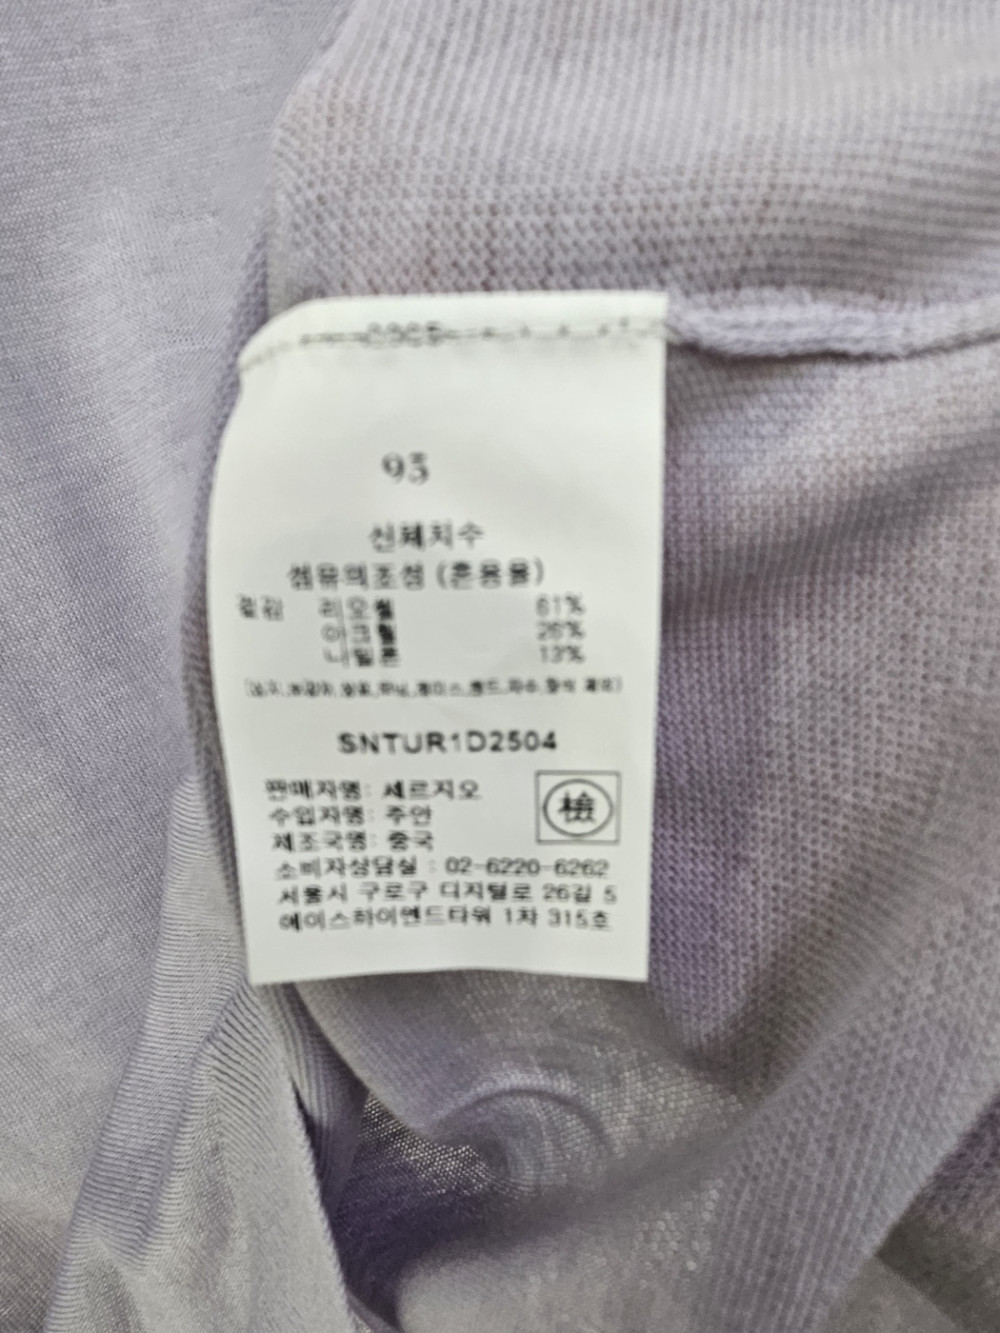 95
신체치수
섬유의조성 (혼용율)
겉감 리오셀 61%
아크릴 26%
나일론 13%
SNTUR1D2504
판매자명: 세르지오
수입자명: 주안
檢
제조국명: 중국
소비자상담실 : 02-6220-6262
서울시 구로구 디지털로 26길 5
에이스하이엔드타워 1차 315호